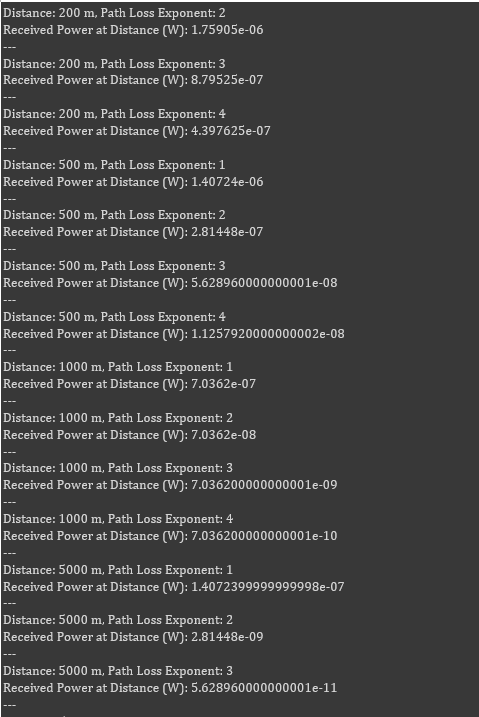 Distance: 200 m, Path Loss Exponent: 2
Received Power at Distance (W): 1.75905e-06
---
Distance: 200 m, Path Loss Exponent: 3
Received Power at Distance (W): 8.79525e-07
---
Distance: 200 m, Path Loss Exponent: 4
Received Power at Distance (W): 4.397625e-07
---
Distance: 500 m, Path Loss Exponent: 1
Received Power at Distance (W): 1.40724e-06
---
Distance: 500 m, Path Loss Exponent: 2
Received Power at Distance (W): 2.81448e-07
---
Distance: 500 m, Path Loss Exponent: 3
Received Power at Distance (W): 5.628960000000001e-08
---
Distance: 500 m, Path Loss Exponent: 4
Received Power at Distance (W): 1.1257920000000002e-08
---
Distance: 1000 m, Path Loss Exponent: 1
Received Power at Distance (W): 7.0362e-07
---
Distance: 1000 m, Path Loss Exponent: 2
Received Power at Distance (W): 7.0362e-08
---
Distance: 1000 m, Path Loss Exponent: 3
Received Power at Distance (W): 7.036200000000001e-09
---
Distance: 1000 m, Path Loss Exponent: 4
Received Power at Distance (W): 7.036200000000001e-10
---
Distance: 5000 m, Path Loss Exponent: 1
Received Power at Distance (W): 1.4072399999999998e-07
---
Distance: 5000 m, Path Loss Exponent: 2
Received Power at Distance (W): 2.81448e-09
---
Distance: 5000 m, Path Loss Exponent: 3
Received Power at Distance (W): 5.628960000000001e-11
---